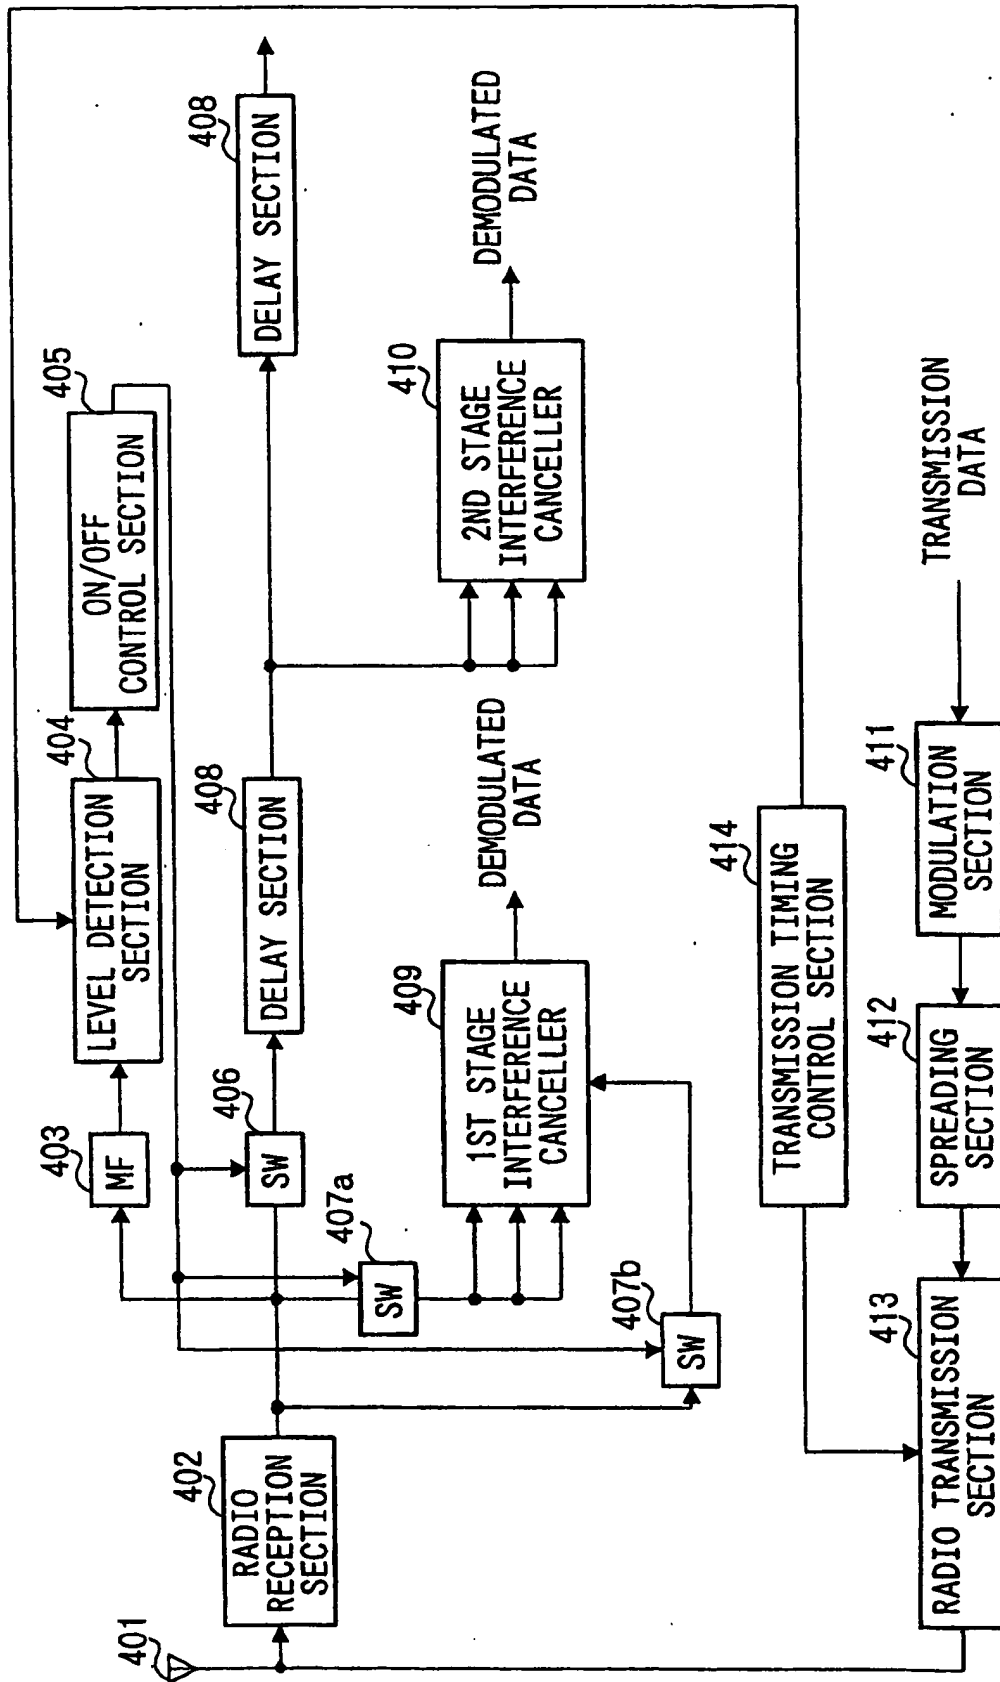 401
402
RADIO
RECEPTION
SECTION
403
MF
404
LEVEL DETECTION
SECTION
405
ON/OFF
CONTROL SECTION
406
SW
407a
SW
407b
SW
408
DELAY SECTION
408
DELAY SECTION
409
1ST STAGE
INTERFERENCE
CANCELLER
DEMODULATED
DATA
410
2ND STAGE
INTERFERENCE
CANCELLER
DEMODULATED
DATA
414
TRANSMISSION TIMING
CONTROL SECTION
413
RADIO TRANSMISSION
SECTION
412
SPREADING
SECTION
411
MODULATION
SECTION
TRANSMISSION
DATA